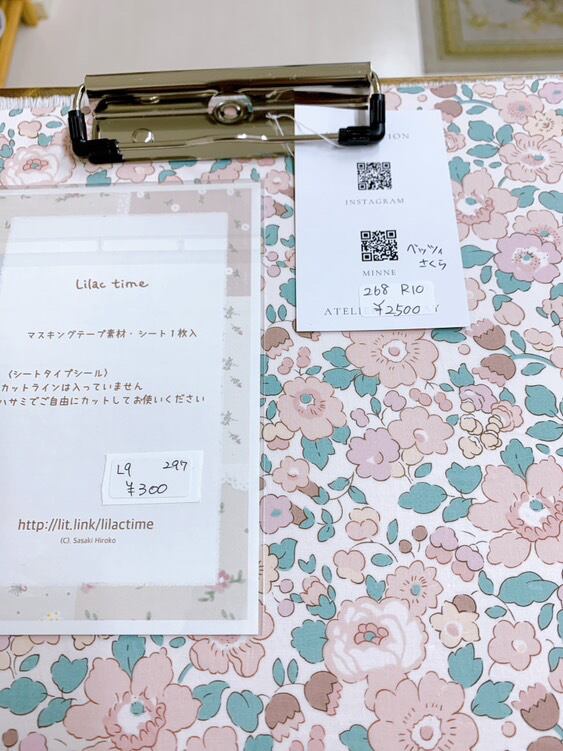 Lilac time
マスキングテープ素材・シート1枚入
(シートタイプシール)
カットラインは入っていません
ハサミでご自由にカットしてお使いください
L9 297
¥300
http://lit.link/lilactime
(C) Sasaki Hiroko
INSTAGRAM
ベッツィ
さくら
MINNE
268 R10
¥2500